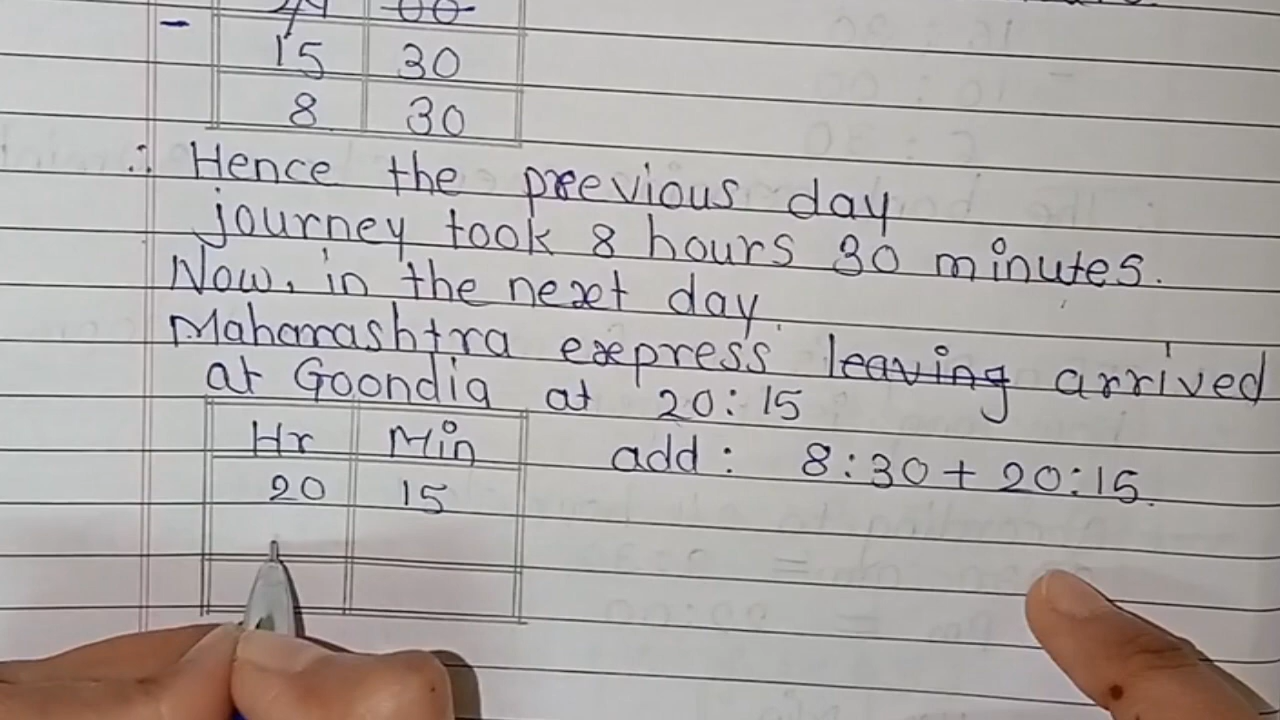 - 00
15 30
8 30
∴ Hence the previous day
journey took 8 hours 30 minutes.
Now, in the next day.
Maharashtra express leaving arrived
at Goondia at 20:15
Hr Min add: 8:30 + 20:15.
20 15